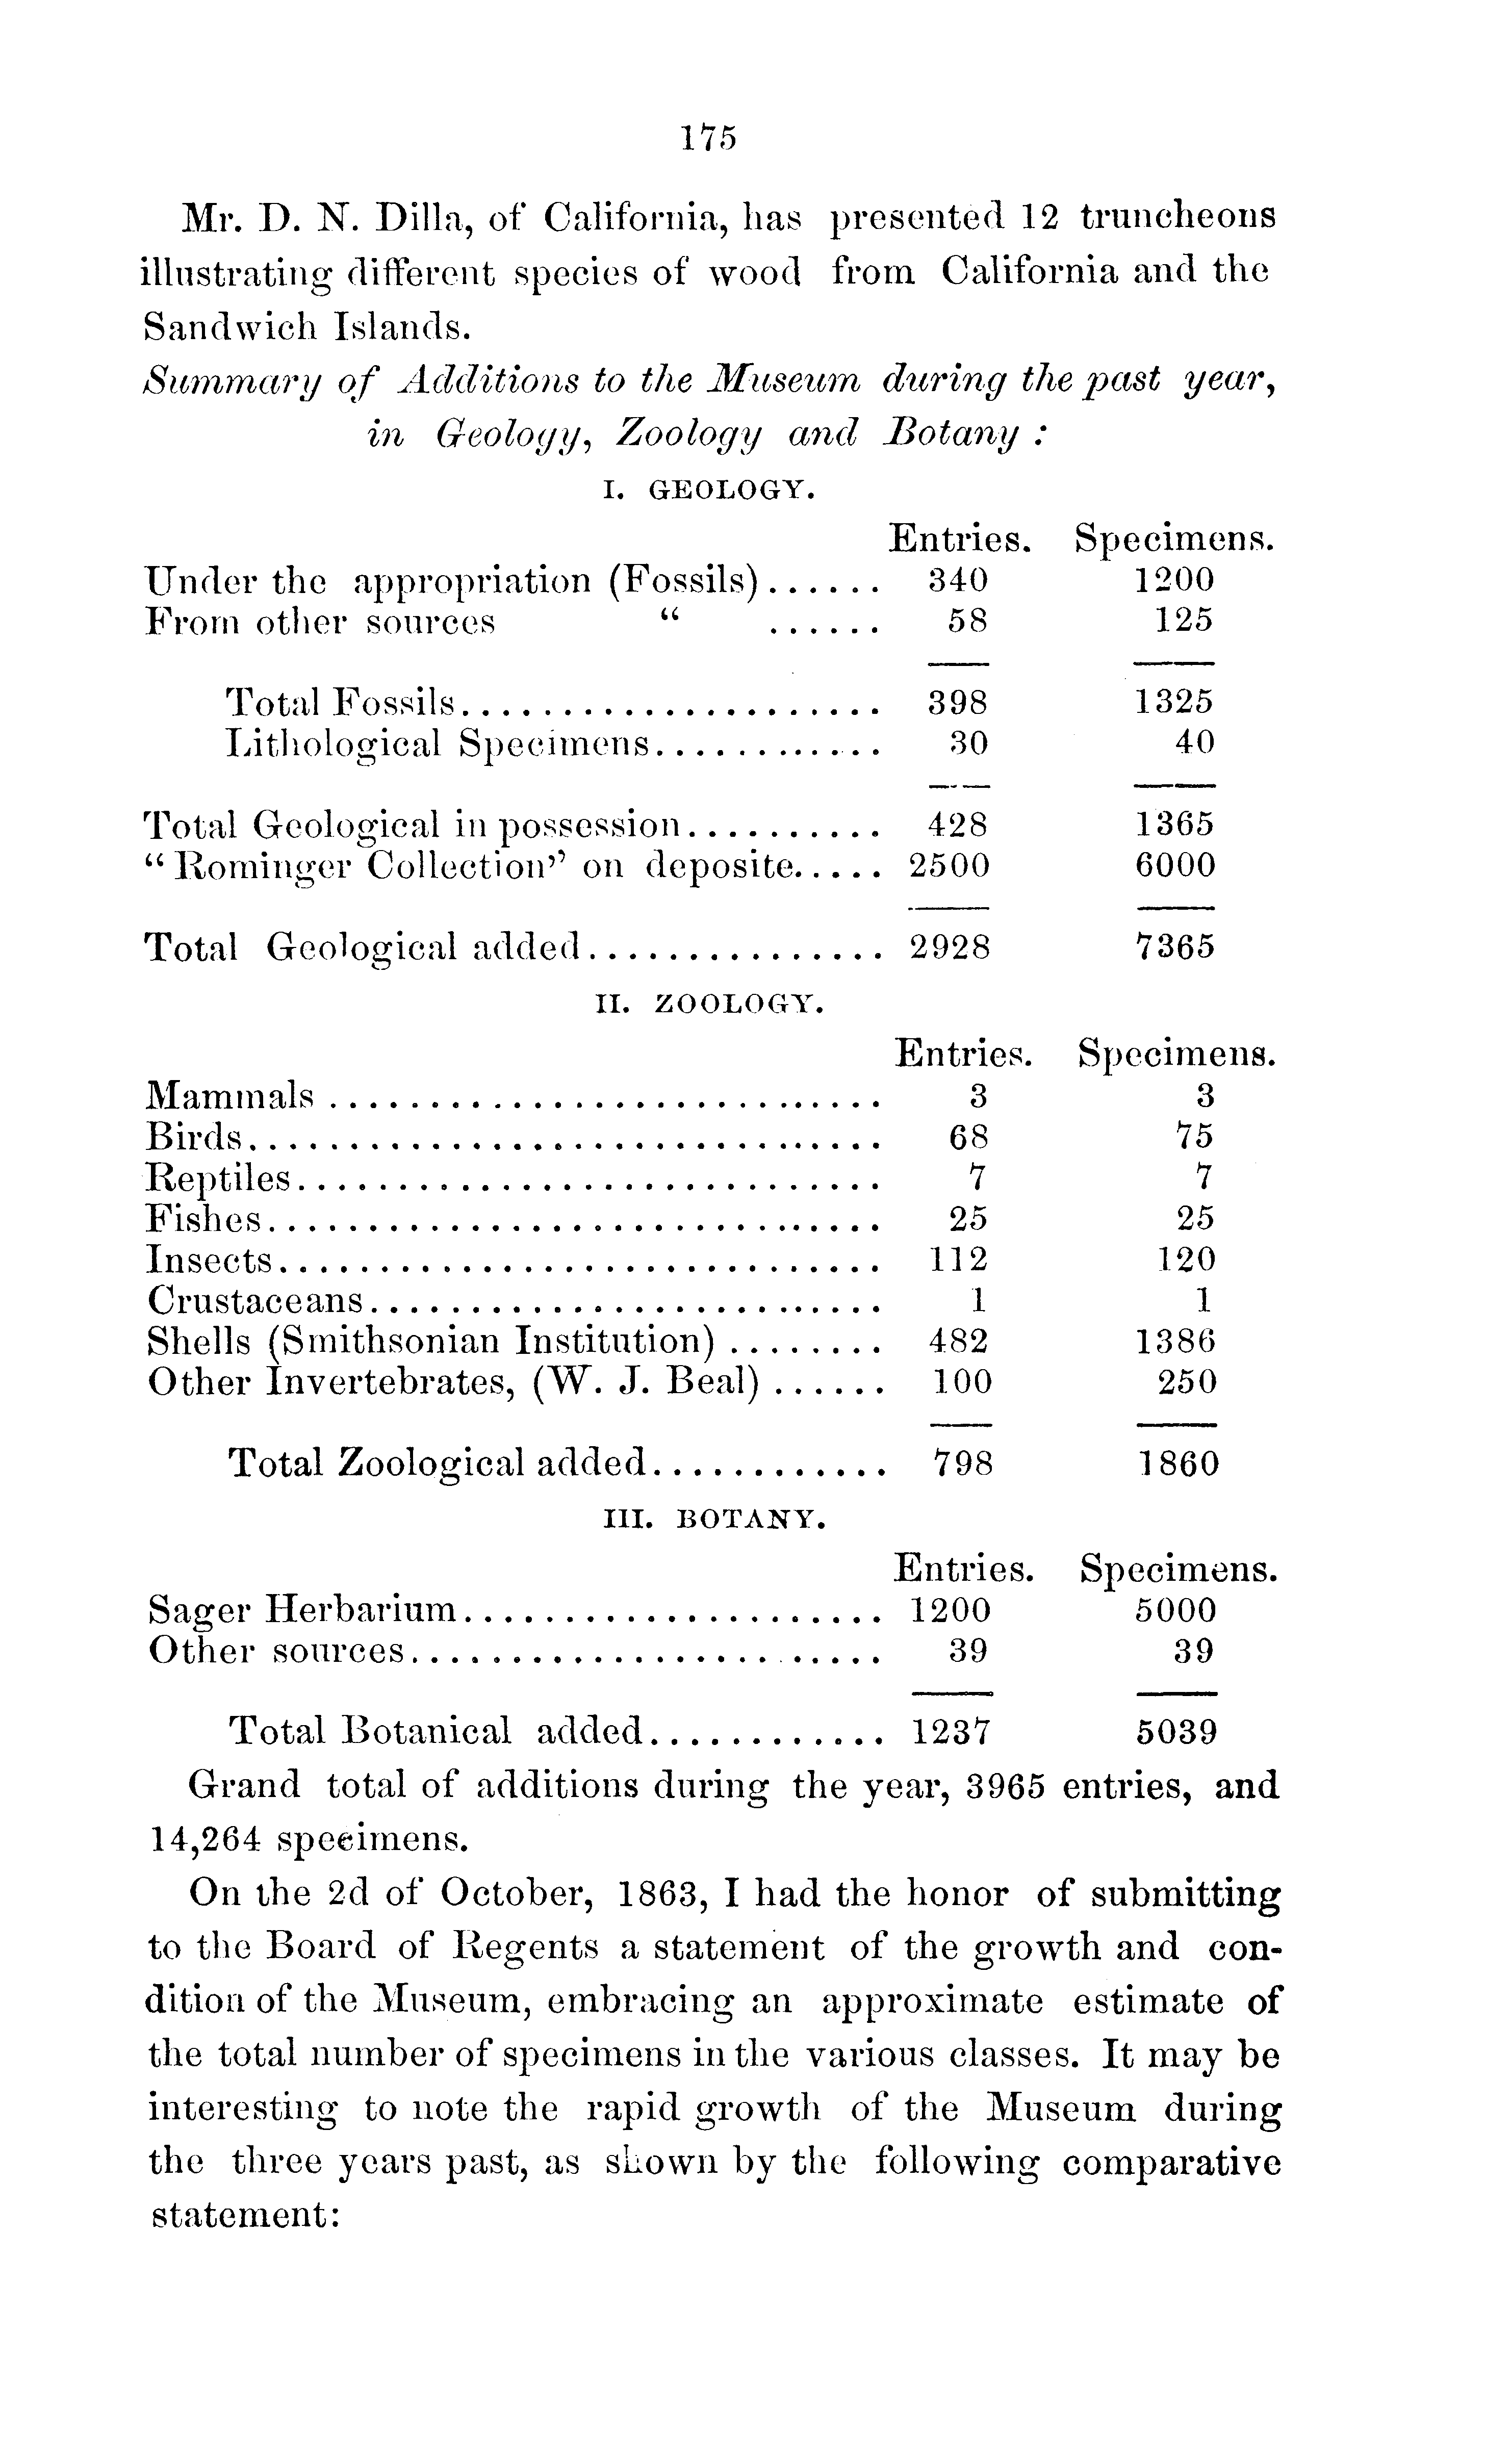 175
Mr. D. N. Dilla, of California, has presented 12 truncheons
illustrating different species of wood from California and the
Sandwich Islands.
Summary of Additions to the Museum during the past year,
in Geology, Zoology and Botany :
I. GEOLOGY.
Entries. Specimens.
Under the appropriation (Fossils)...... 340 1200
From other sources “ ...... 58 125
Total Fossils..................... 398 1325
Lithological Specimens............ 30 40
Total Geological in possession.......... 428 1365
“Rominger Collection” on deposite..... 2500 6000
Total Geological added............... 2928 7365
II. ZOOLOGY.
Entries. Specimens.
Mammals ........................... 3 3
Birds............................... 68 75
Reptiles............................. 7 7
Fishes.............................. 25 25
Insects.............................. 112 120
Crustaceans......................... 1 1
Shells (Smithsonian Institution) ........ 482 1386
Other Invertebrates, (W. J. Beal) ...... 100 250
Total Zoological added............ 798 1860
III. BOTANY.
Entries. Specimens.
Sager Herbarium..................... 1200 5000
Other sources....................... 39 39
Total Botanical added............ 1237 5039
Grand total of additions during the year, 3965 entries, and
14,264 specimens.
On the 2d of October, 1863, I had the honor of submitting
to the Board of Regents a statement of the growth and con-
dition of the Museum, embracing an approximate estimate of
the total number of specimens in the various classes. It may be
interesting to note the rapid growth of the Museum during
the three years past, as shown by the following comparative
statement: